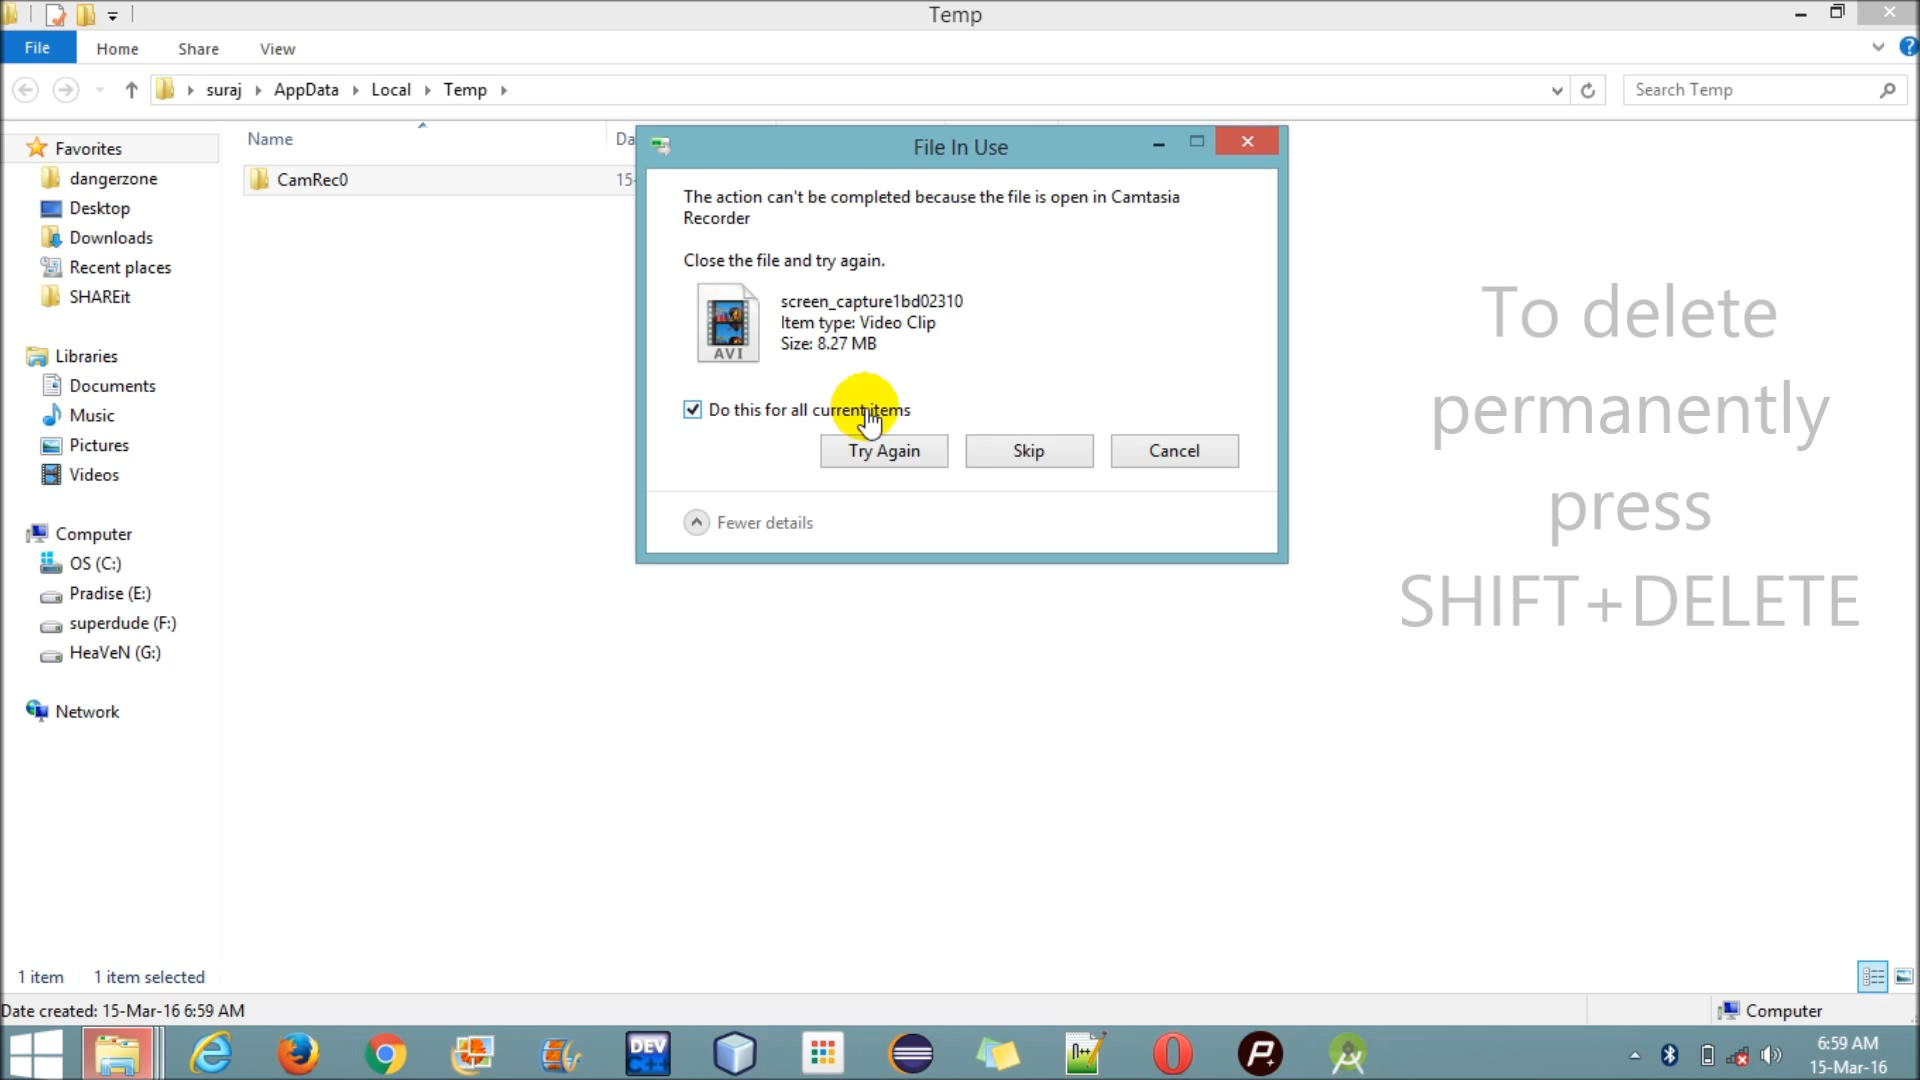 Temp
File
Home
Share
View
suraj
AppData
Local
Temp
Search Temp
Name
Da
CamRec0
15-
Favorites
dangerzone
Desktop
Downloads
Recent places
SHAREit
Libraries
Documents
Music
Pictures
Videos
Computer
OS (C:)
Pradise (E:)
superdude (F:)
HeaVeN (G:)
Network
File In Use
The action can't be completed because the file is open in Camtasia
Recorder
Close the file and try again.
AVI
screen_capture1bd02310
Item type: Video Clip
Size: 8.27 MB
Do this for all current items
Try Again
Skip
Cancel
Fewer details
To delete
permanently
press
SHIFT+DELETE
1 item
1 item selected
Date created: 15-Mar-16 6:59 AM
Computer
DEV
C++
n++
6:59 AM
15-Mar-16